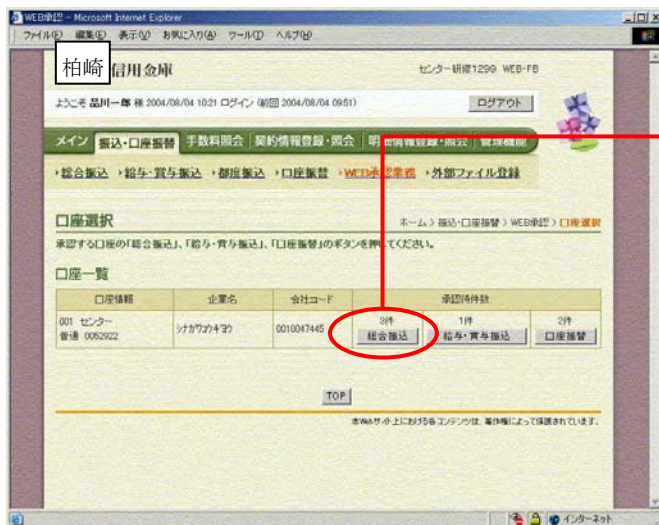 WEB承認 - Microsoft Internet Explorer
ファイル(F) 編集(E) 表示(V) お気に入り(A) ツール(T) ヘルプ(H)
柏崎信用金庫
センター研修1299 WEB-FB
ようこそ 品川一郎 様 2004/08/04 10:21 ログイン (前回 2004/08/04 09:51)
ログアウト
メイン 振込・口座振替 手数料照会 契約情報登録・照会 明細情報登録・照会 管理機能
総合振込 給与・賞与振込 都度振込 口座振替 WEB承認業務 外部ファイル登録
口座選択
ホーム > 振込・口座振替 > WEB承認 > 口座選択
承認する口座の「総合振込」、「給与・賞与振込」、「口座振替」のボタンを押してください。
口座一覧
口座情報 企業名 会社コード 承認待件数
001 センター
普通 0052922
シナガワコウギヨウ
0010047445
3件 1件 2件
総合振込 給与・賞与振込 口座振替
TOP
本Webサイト上における各コンテンツは、著作権によって保護されています。
インターネット